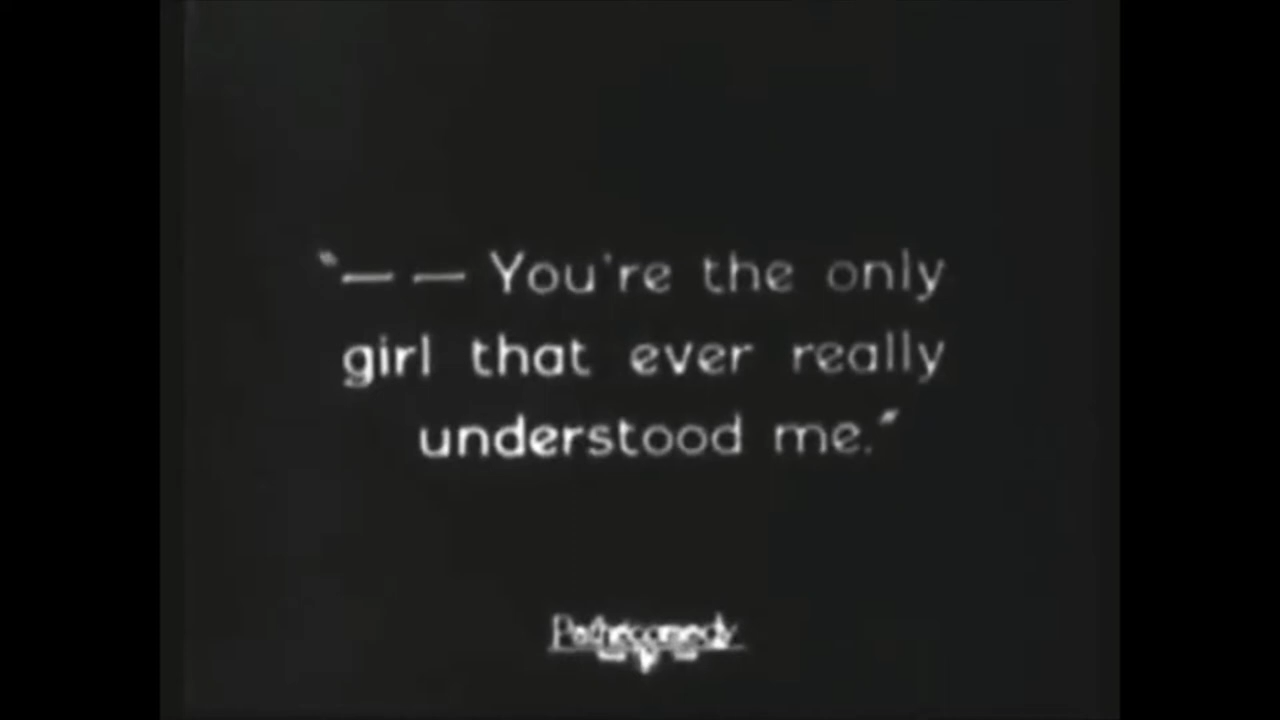 "— — You're the only
girl that ever really
understood me."
Pathécomedy